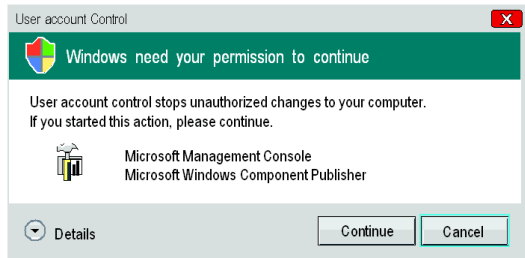 User account Control
X
Windows need your permission to continue
User account control stops unauthorized changes to your computer.
If you started this action, please continue.
Microsoft Management Console
Microsoft Windows Component Publisher
Details
Continue
Cancel